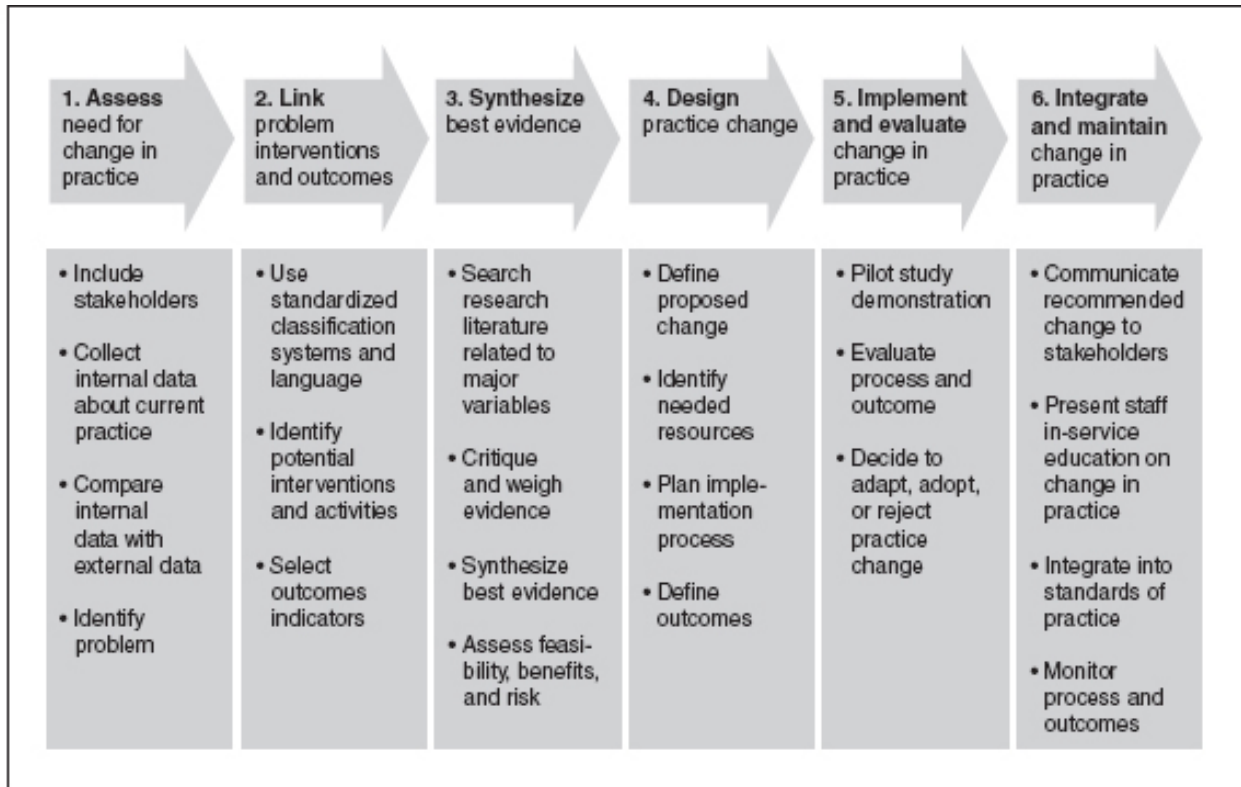 1. Assess
need for
change in
practice
2. Link
problem
interventions
and outcomes
3. Synthesize
best evidence
4. Design
practice change
5. Implement
and evaluate
change in
practice
6. Integrate
and maintain
change in
practice
• Include
stakeholders
• Collect
internal data
about current
practice
• Compare
internal
data with
external data
• Identify
problem
• Use
standardized
classification
systems and
language
• Identify
potential
interventions
and activities
• Select
outcomes
indicators
• Search
research
literature
related to
major
variables
• Critique
and weigh
evidence
• Synthesize
best evidence
• Assess feasi-
bility, benefits,
and risk
• Define
proposed
change
• Identify
needed
resources
• Plan imple-
mentation
process
• Define
outcomes
• Pilot study
demonstration
• Evaluate
process and
outcome
• Decide to
adapt, adopt,
or reject
practice
change
• Communicate
recommended
change to
stakeholders
• Present staff
in-service
education on
change in
practice
• Integrate into
standards of
practice
• Monitor
process and
outcomes